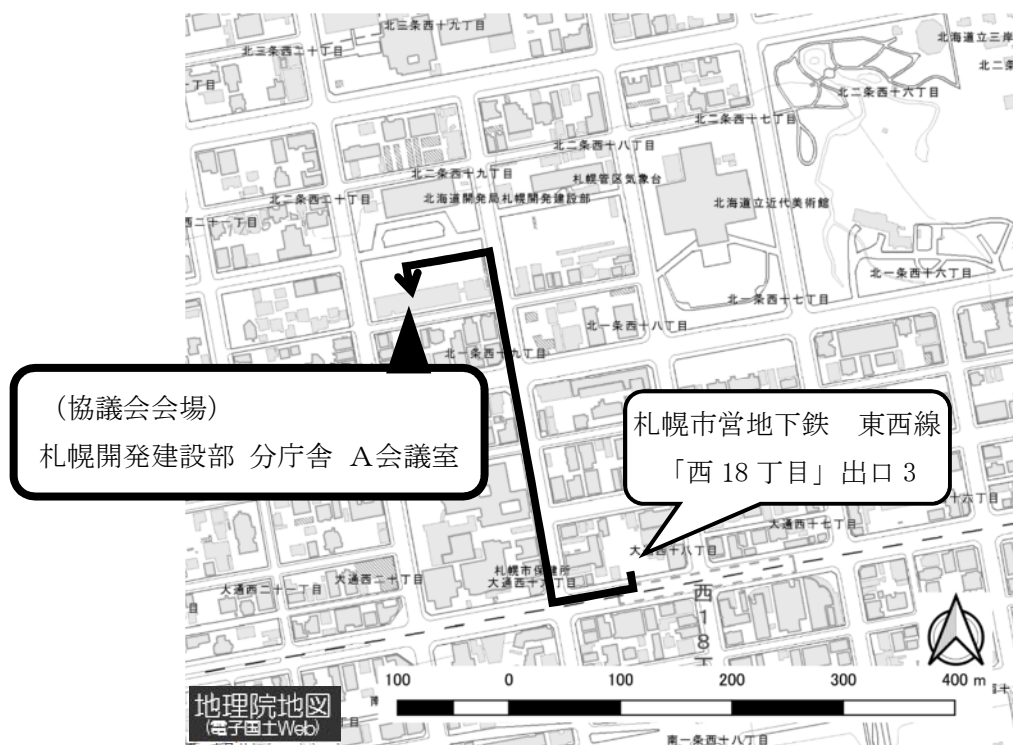 北三条西十九丁目
北海道立三岸
北三条西二十丁目
北二条西十六丁目
北二条西十七丁目
北二条西十八丁目
北二条西十九丁目
札幌管区気象台
北二条西二十丁目
北海道開発局札幌開発建設部
北海道立近代美術館
西二十一丁目
北一条西十六丁目
北一条西十七丁目
北一条西十八丁目
北一条西十九丁目
(協議会会場)
札幌開発建設部 分庁舎 A会議室
札幌市営地下鉄 東西線
「西18丁目」出口3
十六丁目
大通西十七丁目
大通西十八丁目
札幌市保健所
大通西十九丁目
大通西二十丁目
大通西二十一丁目
西18丁
100 0 100 200 300 400 m
地理院地図
(電子国土Web)
南一条西十八丁目